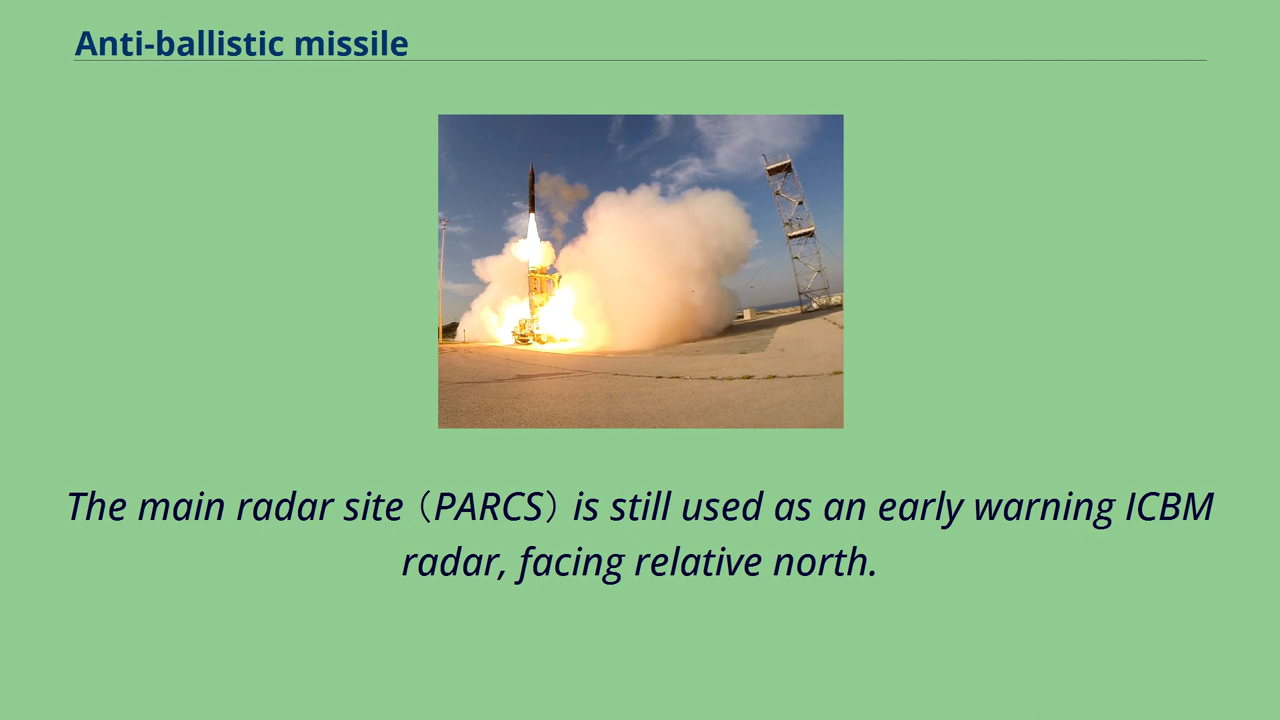 Anti-ballistic missile
The main radar site（PARCS）is still used as an early warning ICBM
radar, facing relative north.